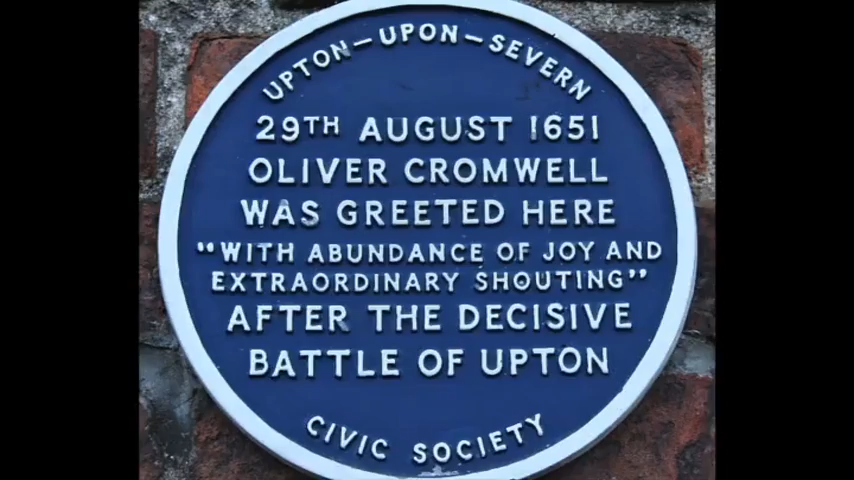 UPTON-UPON-SEVERN
29TH AUGUST 1651
OLIVER CROMWELL
WAS GREETED HERE
"WITH ABUNDANCE OF JOY AND
EXTRAORDINARY SHOUTING"
AFTER THE DECISIVE
BATTLE OF UPTON
CIVIC SOCIETY